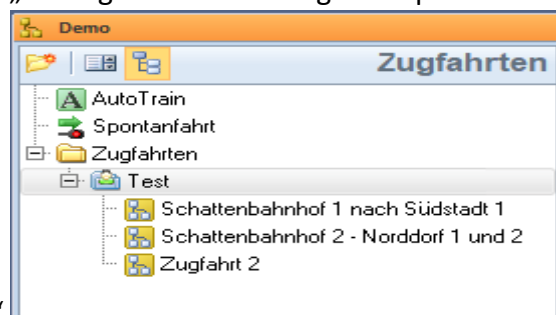 Demo
Zugfahrten
AutoTrain
Spontanfahrt
Zugfahrten
Test
Schattenbahnhof 1 nach Südstadt 1
Schattenbahnhof 2 - Norddorf 1 und 2
Zugfahrt 2